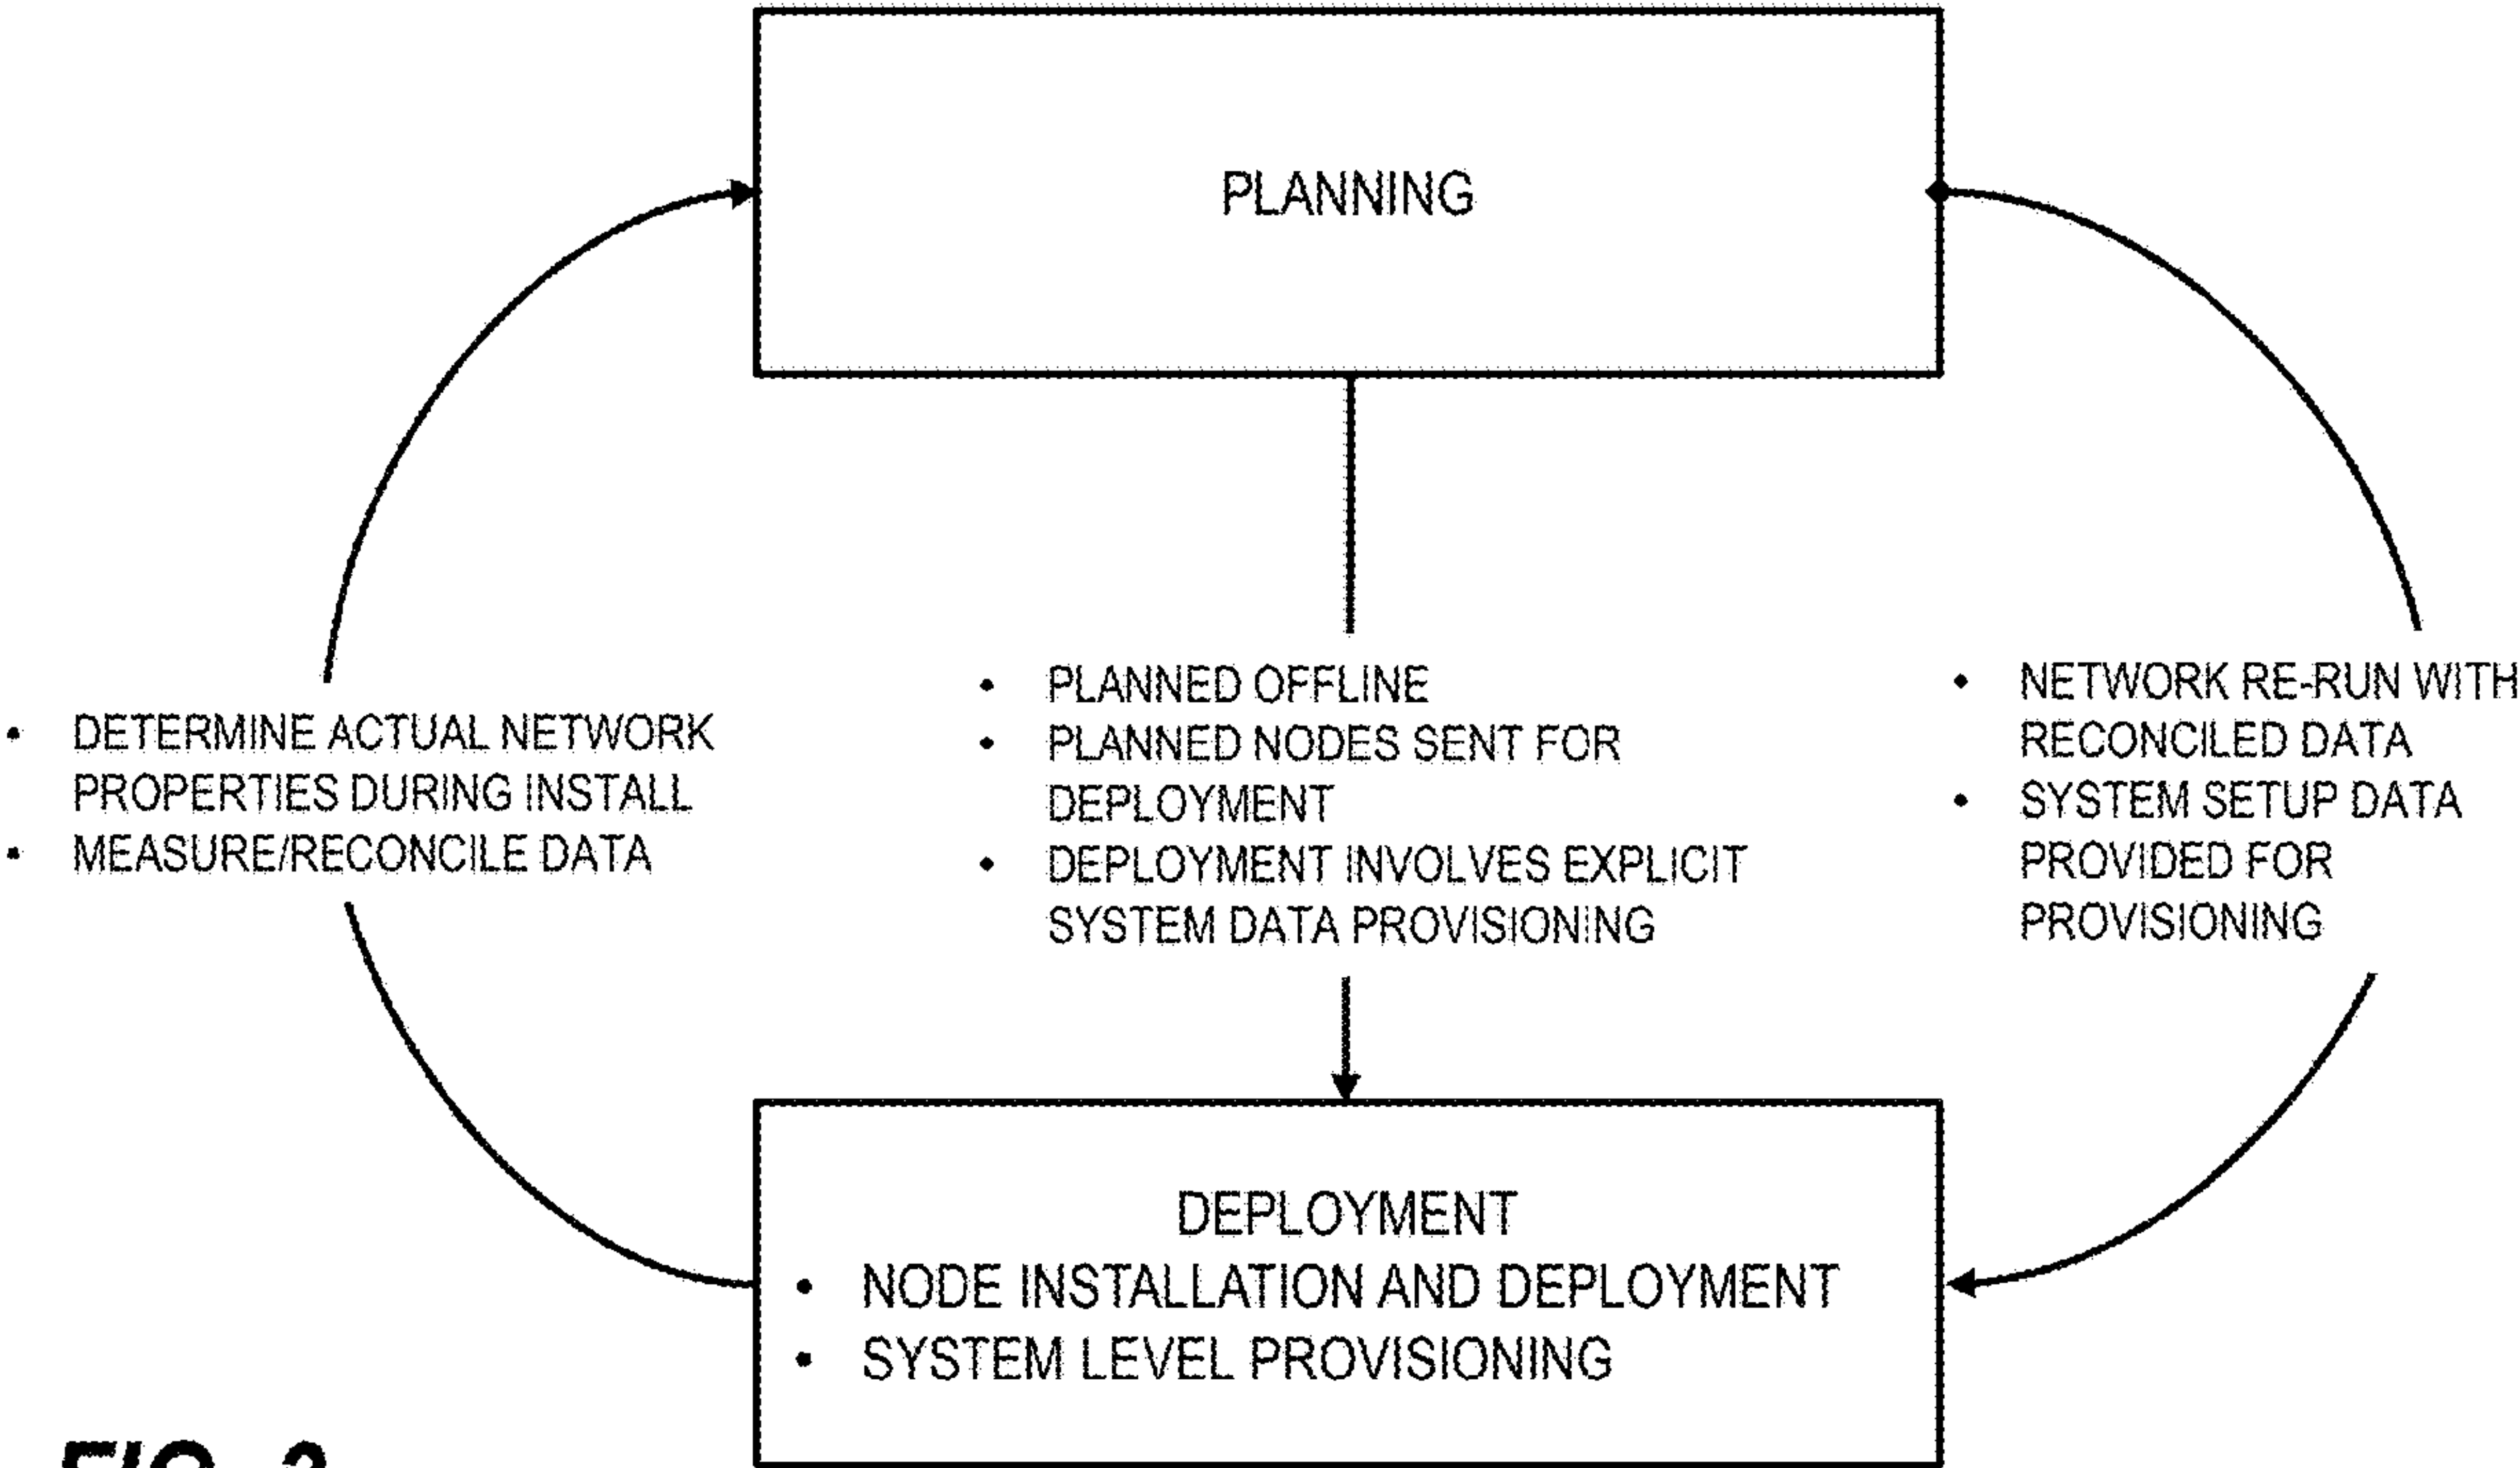 PLANNING
• DETERMINE ACTUAL NETWORK
PROPERTIES DURING INSTALL
• MEASURE/RECONCILE DATA
• PLANNED OFFLINE
• PLANNED NODES SENT FOR
DEPLOYMENT
• DEPLOYMENT INVOLVES EXPLICIT
SYSTEM DATA PROVISIONING
• NETWORK RE-RUN WITH
RECONCILED DATA
• SYSTEM SETUP DATA
PROVIDED FOR
PROVISIONING
DEPLOYMENT
• NODE INSTALLATION AND DEPLOYMENT
• SYSTEM LEVEL PROVISIONING